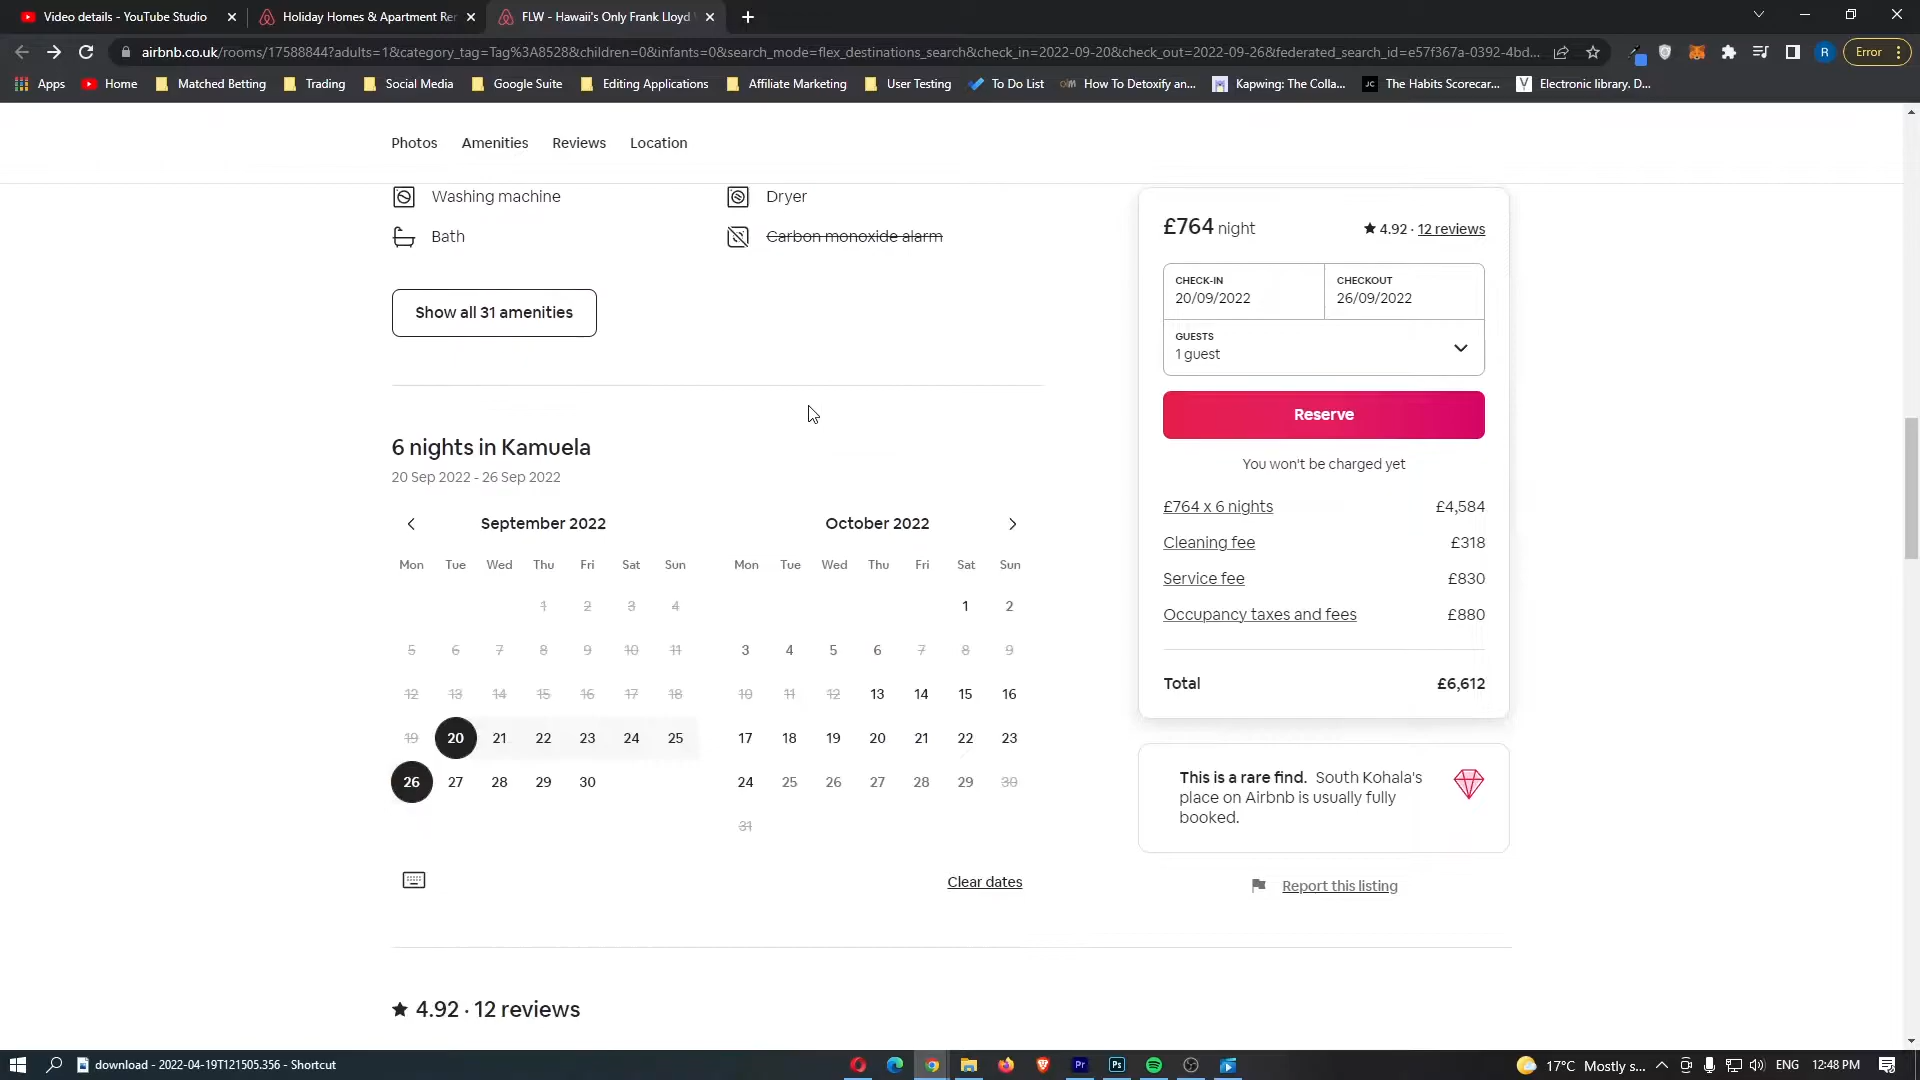 Video details - YouTube Studio
Holiday Homes & Apartment Ren
FLW - Hawaii's Only Frank Lloyd
airbnb.co.uk/rooms/17588844?adults=1&category_tag=Tag%3A8528&children=0&infants=0&search_mode=flex_destinations_search&check_in=2022-09-20&check_out=2022-09-26&federated_search_id=e57f367a-0392-4bd...
R
Error
Apps
Home
Matched Betting
Trading
Social Media
Google Suite
Editing Applications
Affiliate Marketing
User Testing
To Do List
How To Detoxify an...
Kapwing: The Colla...
JC
The Habits Scorecar...
Electronic library. D...
Photos Amenities Reviews Location
Washing machine
Dryer
Bath
Carbon monoxide alarm
Show all 31 amenities
6 nights in Kamuela
20 Sep 2022 - 26 Sep 2022
September 2022
Mon Tue Wed Thu Fri Sat Sun
1 2 3 4
5 6 7 8 9 10 11
12 13 14 15 16 17 18
19 20 21 22 23 24 25
26 27 28 29 30
October 2022
Mon Tue Wed Thu Fri Sat Sun
1 2
3 4 5 6 7 8 9
10 11 12 13 14 15 16
17 18 19 20 21 22 23
24 25 26 27 28 29 30
31
Clear dates
4.92 · 12 reviews
£764 night
4.92 · 12 reviews
CHECK-IN
20/09/2022
CHECKOUT
26/09/2022
GUESTS
1 guest
Reserve
You won't be charged yet
£764 x 6 nights £4,584
Cleaning fee £318
Service fee £830
Occupancy taxes and fees £880
Total £6,612
This is a rare find. South Kohala's
place on Airbnb is usually fully
booked.
Report this listing
download - 2022-04-19T121505.356 - Shortcut
Pr
Ps
17°C Mostly s...
ENG
12:48 PM